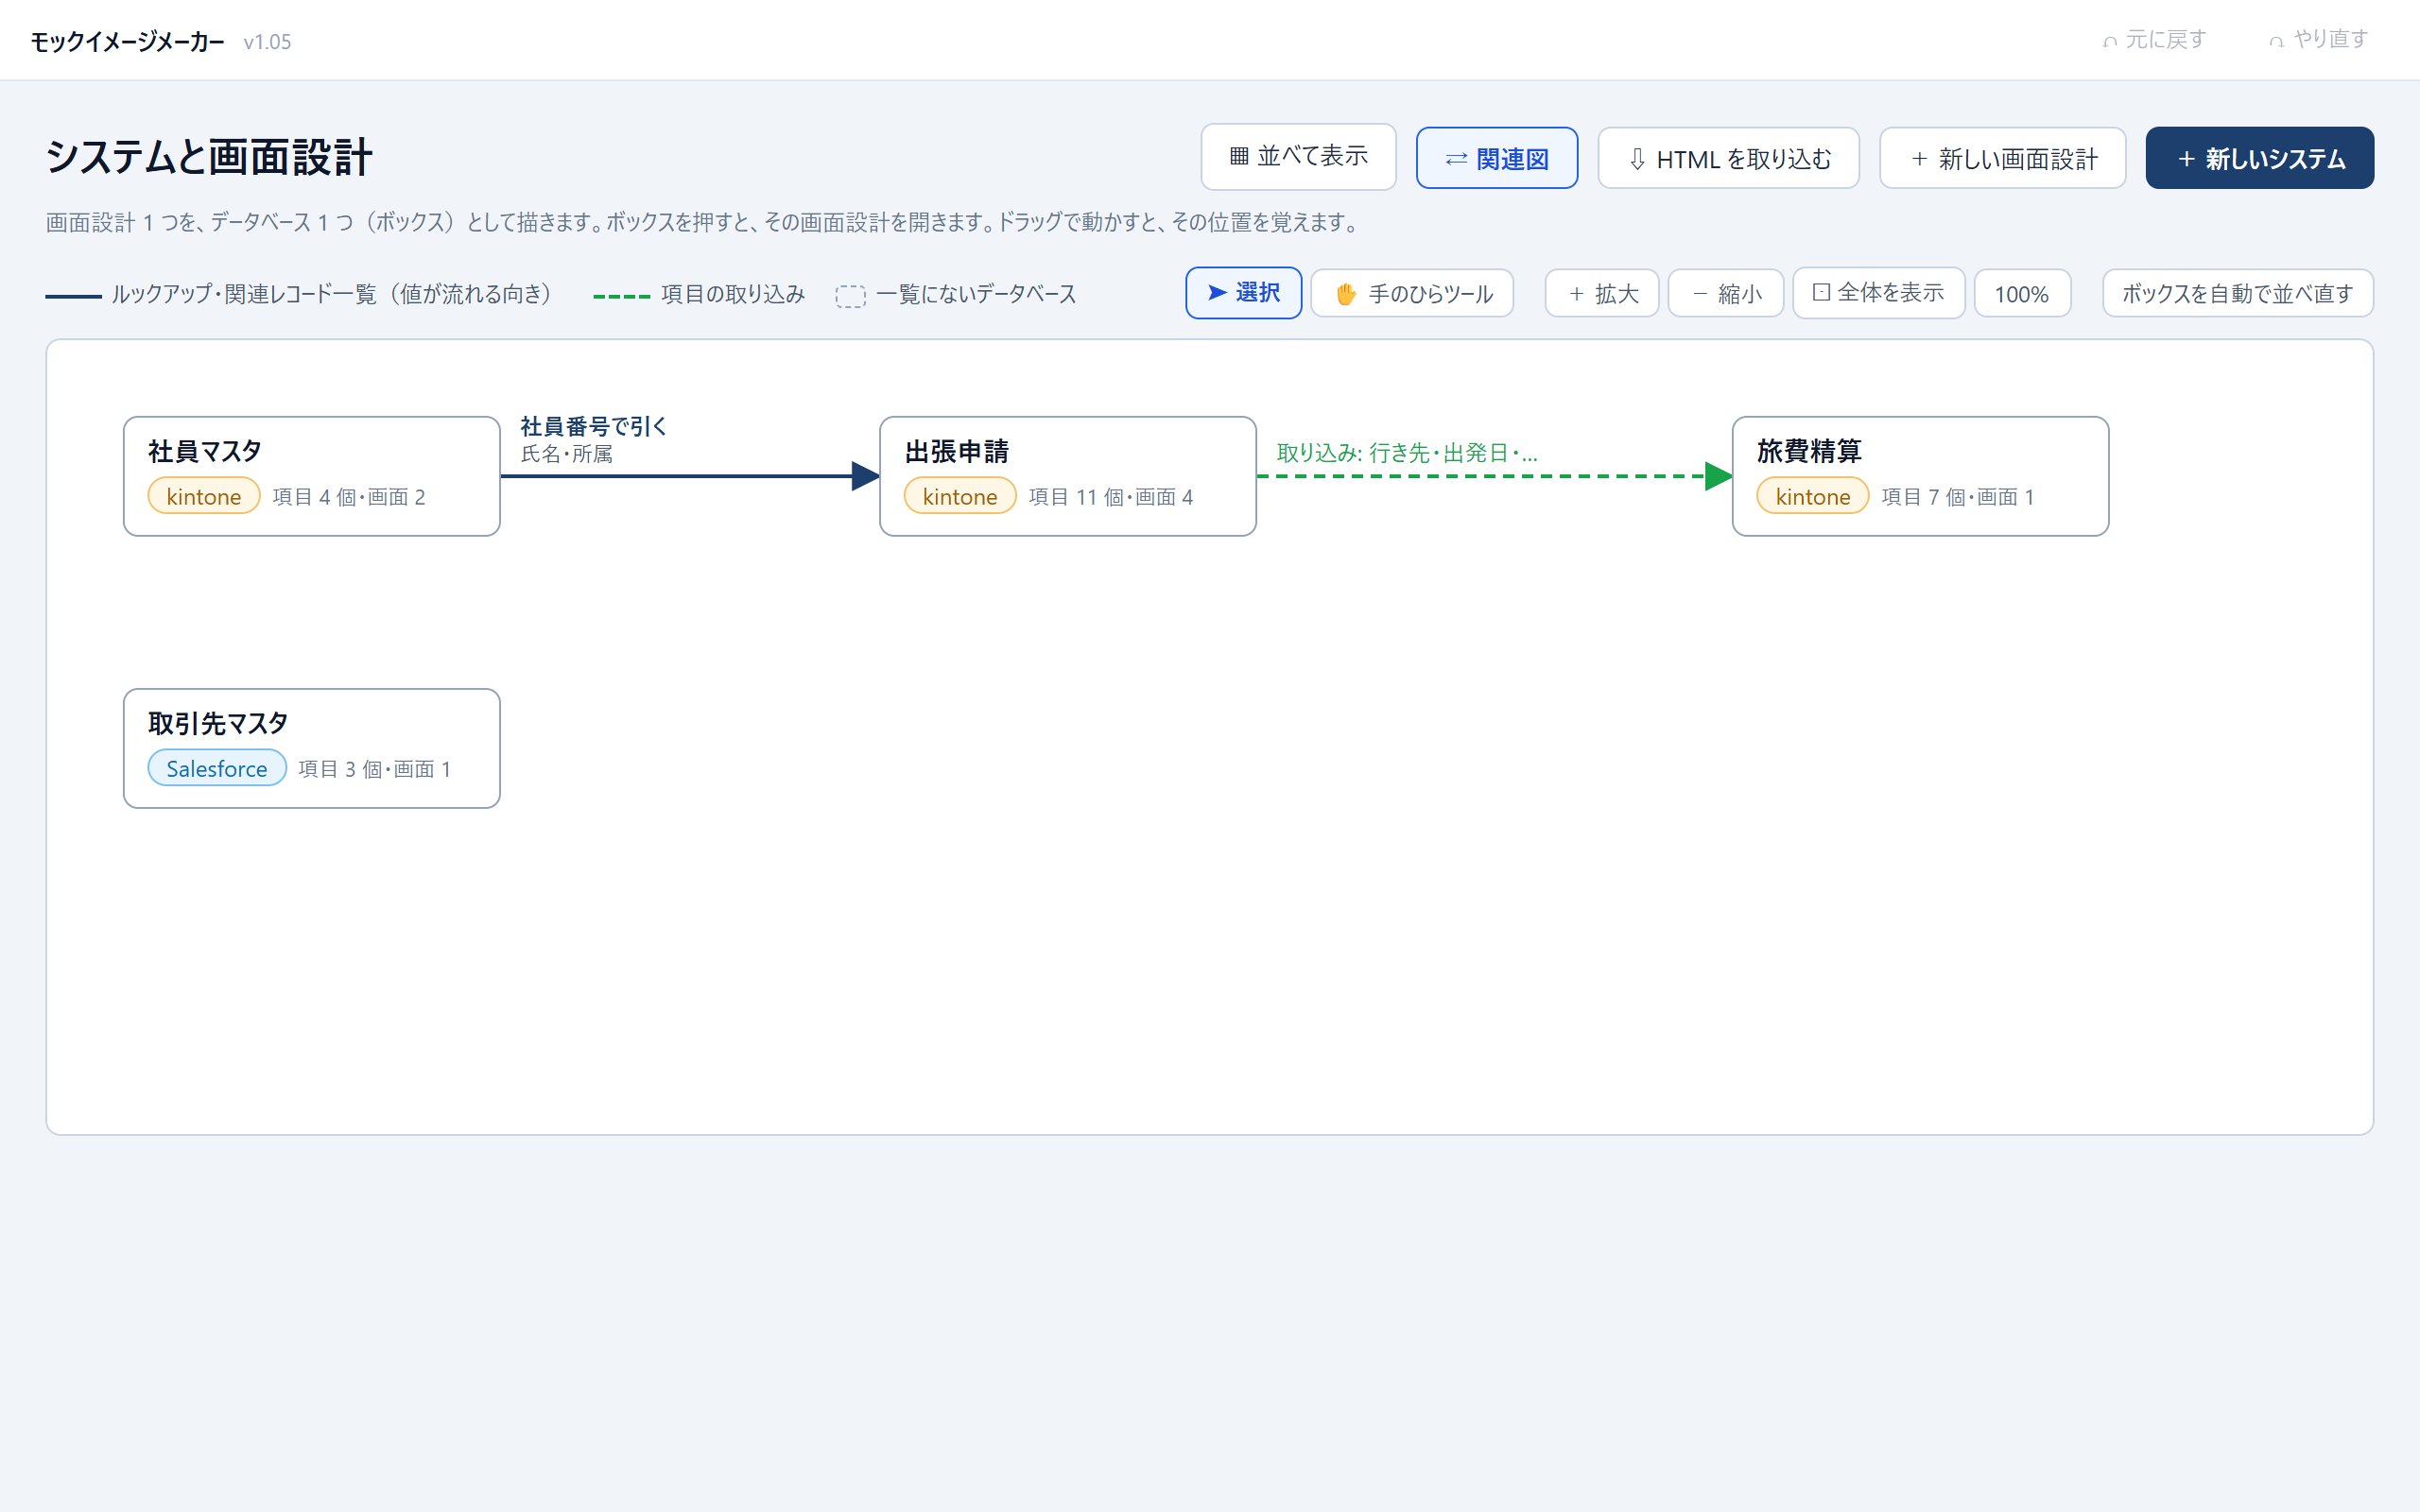 モックイメージメーカー v1.05
元に戻す やり直す
システムと画面設計
並べて表示 ⇄ 関連図 ⇩ HTML を取り込む ＋ 新しい画面設計 ＋ 新しいシステム
画面設計 1 つを、データベース 1 つ（ボックス）として描きます。ボックスを押すと、その画面設計を開きます。ドラッグで動かすと、その位置を覚えます。
ルックアップ・関連レコード一覧（値が流れる向き） 項目の取り込み 一覧にないデータベース
➤ 選択 ✋ 手のひらツール ＋ 拡大 － 縮小 全体を表示 100% ボックスを自動で並べ直す
社員マスタ
kintone 項目 4 個・画面 2
社員番号で引く
氏名・所属
出張申請
kintone 項目 11 個・画面 4
取り込み: 行き先・出発日・…
旅費精算
kintone 項目 7 個・画面 1
取引先マスタ
Salesforce 項目 3 個・画面 1